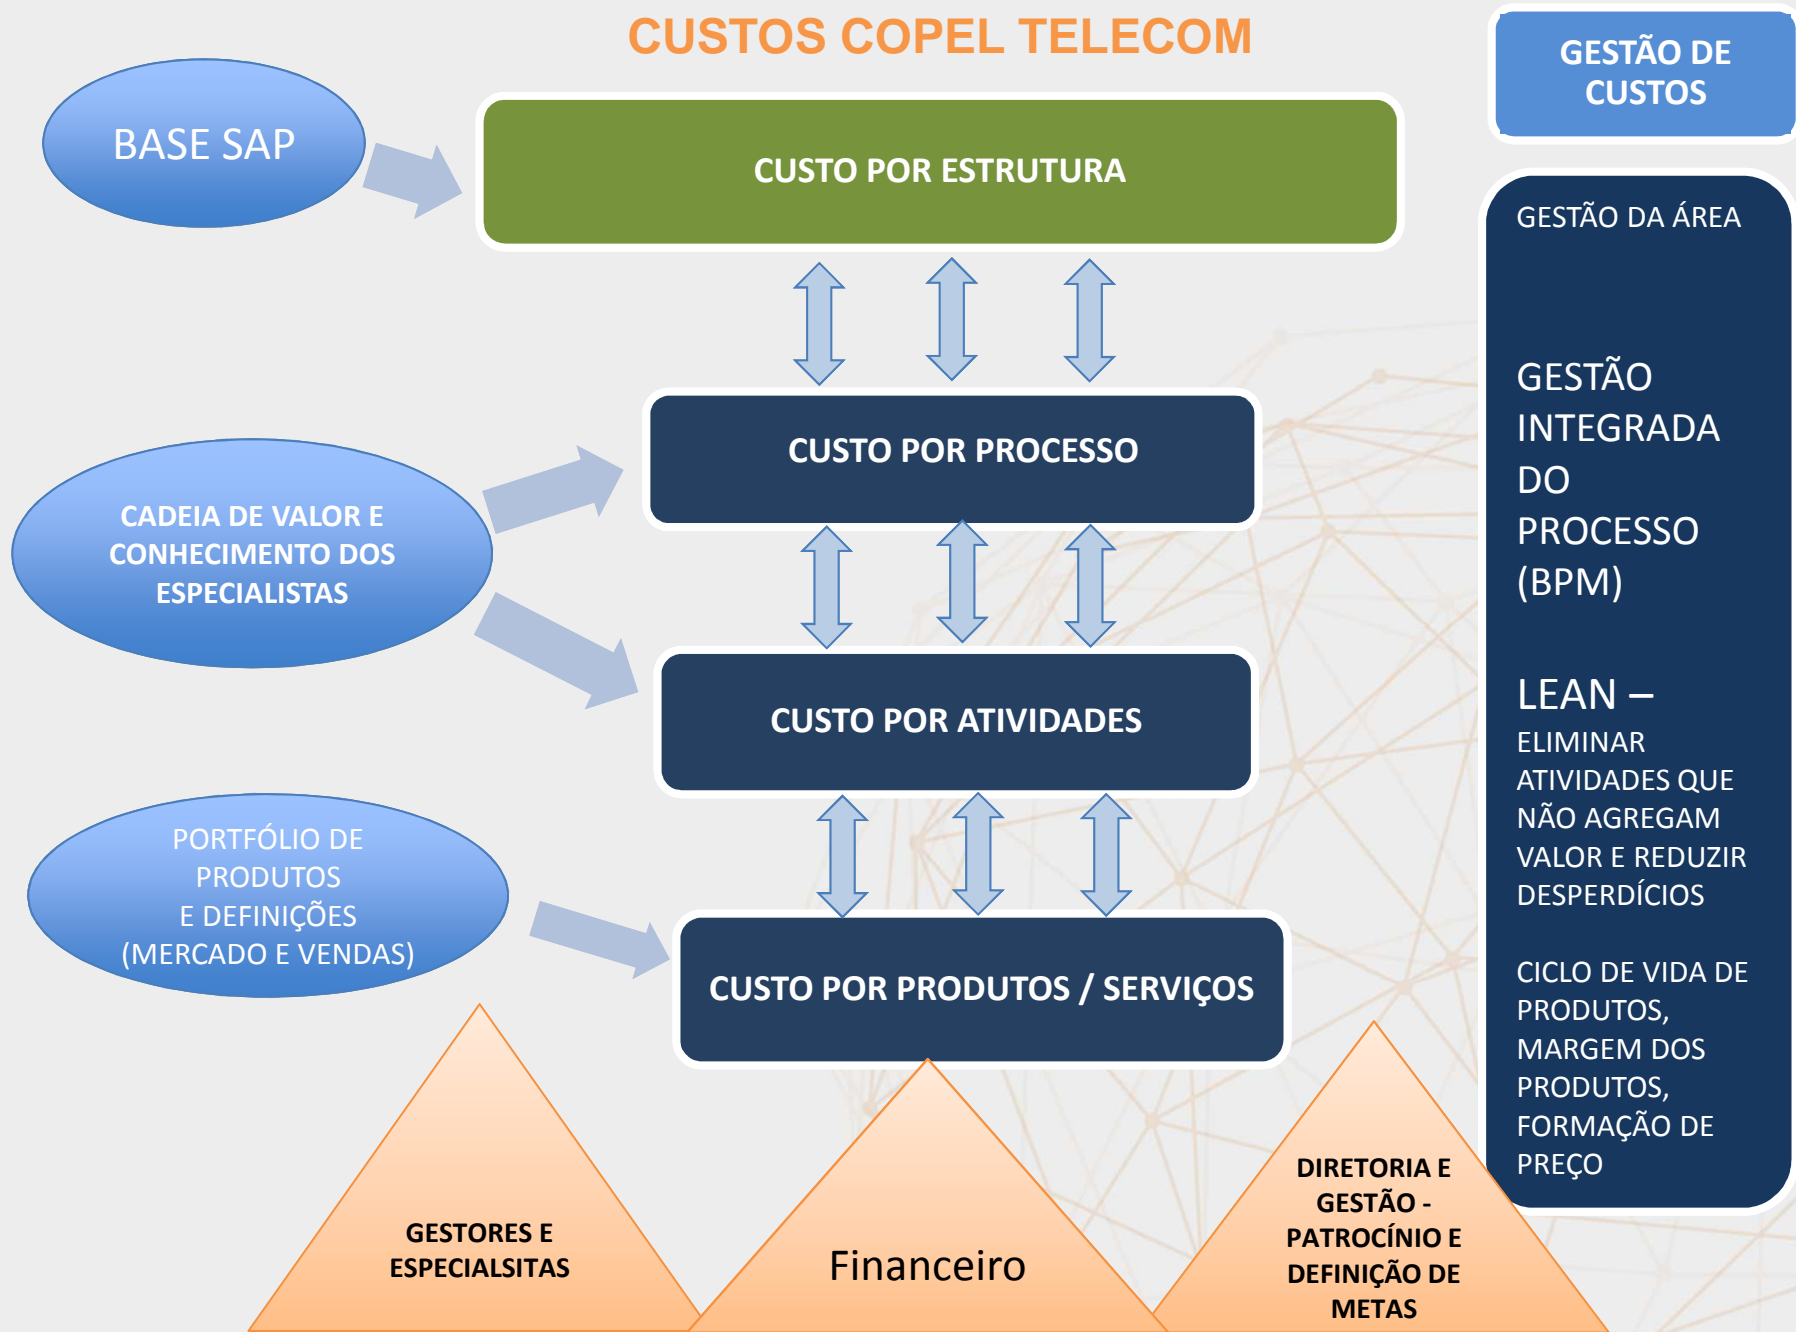 CUSTOS COPEL TELECOM
GESTÃO DE
CUSTOS
BASE SAP
CUSTO POR ESTRUTURA
GESTÃO DA ÁREA
GESTÃO
INTEGRADA
DO
PROCESSO
(BPM)
CUSTO POR PROCESSO
CADEIA DE VALOR E
CONHECIMENTO DOS
ESPECIALISTAS
LEAN –
ELIMINAR
ATIVIDADES QUE
NÃO AGREGAM
VALOR E REDUZIR
DESPERDÍCIOS
CUSTO POR ATIVIDADES
PORTFÓLIO DE
PRODUTOS
E DEFINIÇÕES
(MERCADO E VENDAS)
CUSTO POR PRODUTOS / SERVIÇOS
CICLO DE VIDA DE
PRODUTOS,
MARGEM DOS
PRODUTOS,
FORMAÇÃO DE
PREÇO
GESTORES E
ESPECIALSITAS
Financeiro
DIRETORIA E
GESTÃO -
PATROCÍNIO E
DEFINIÇÃO DE
METAS